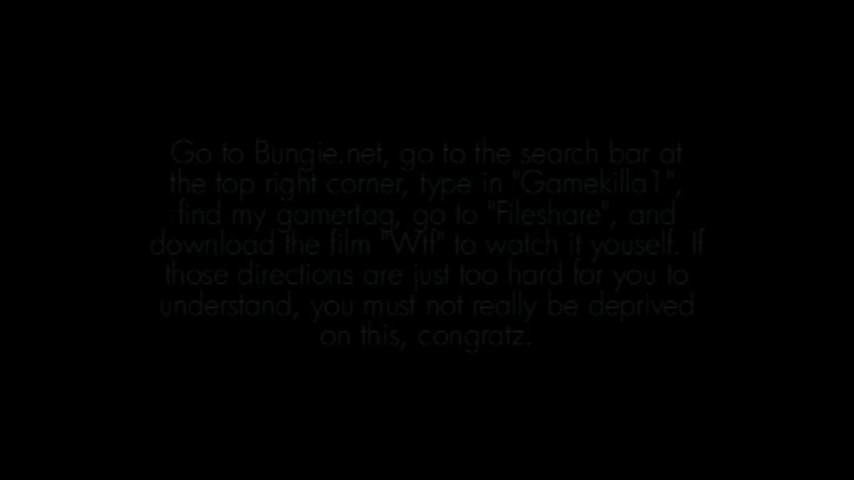 Go to Bungie.net, go to the search bar at
the top right corner, type in "Gamekilla1",
find my gamertag, go to "Fileshare", and
download the film "Wtf" to watch it youself. If
those directions are just too hard for you to
understand, you must not really be deprived
on this, congratz.